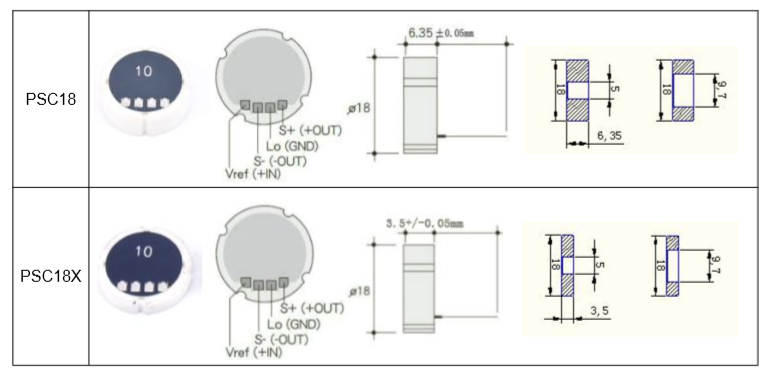 PSC18
10
S+ (+OUT)
Lo (GND)
S- (-OUT)
Vref (+IN)
6.35 ±0.05mm
ø18
18
5
6,35
18
9,7
PSC18X
10
S+ (+OUT)
Lo (GND)
S- (-OUT)
Vref (+IN)
3.5+/-0.05mm
ø18
18
5
3,5
18
9,7